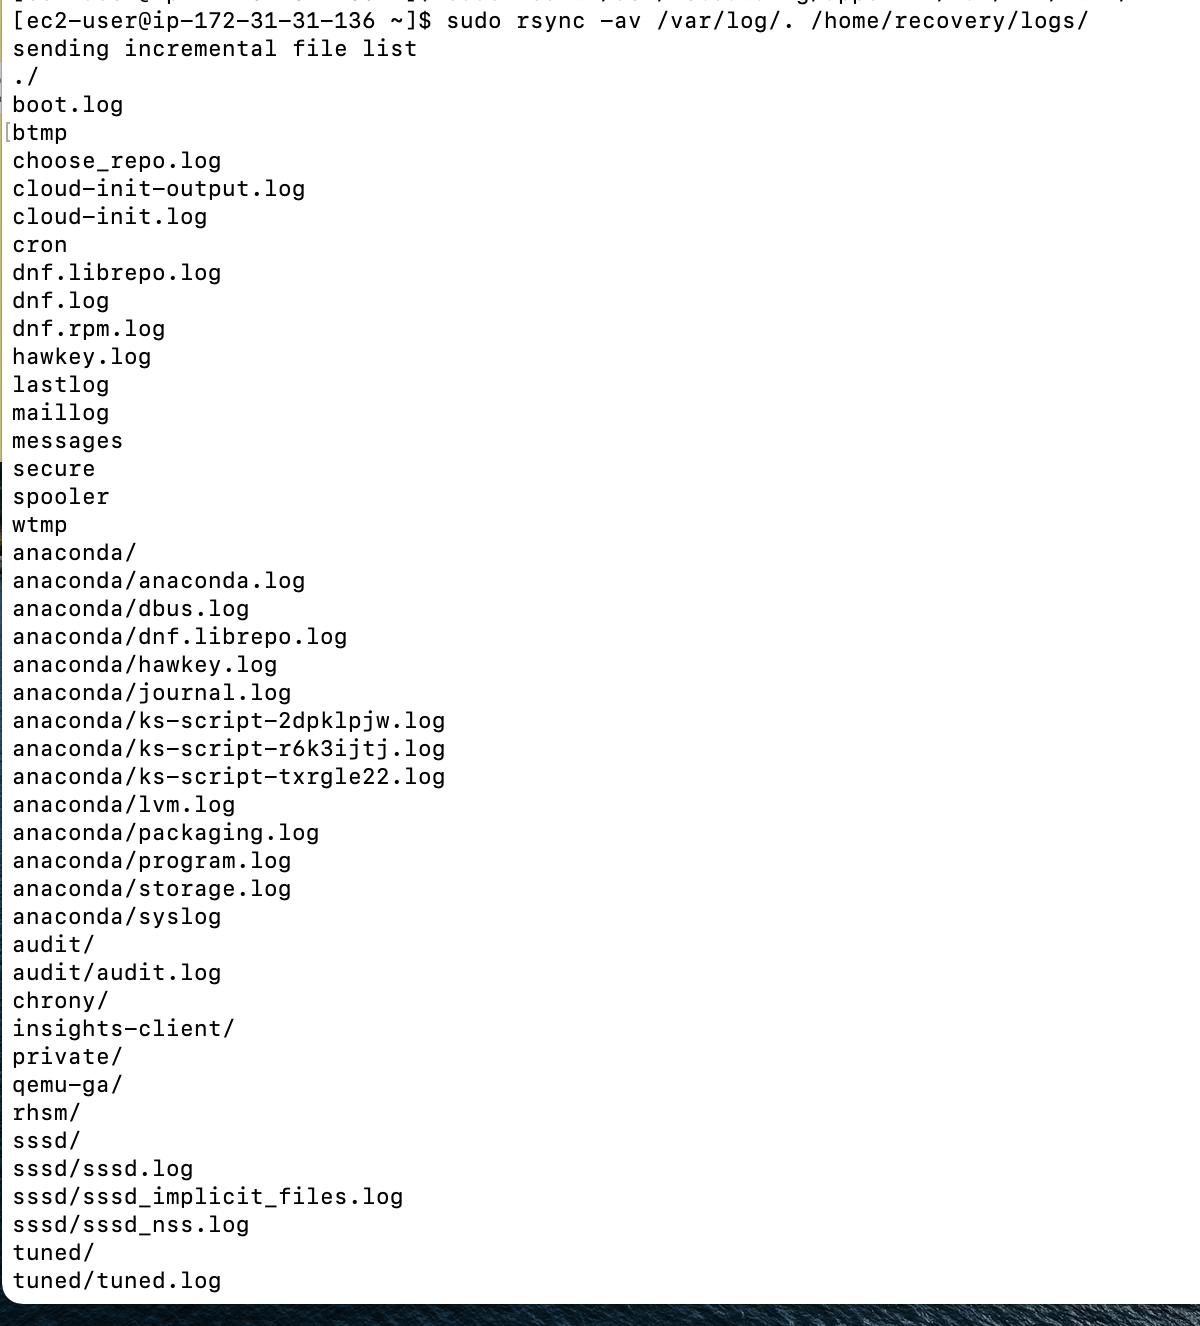 [ec2-user@ip-172-31-31-136 ~]$ sudo rsync -av /var/log/. /home/recovery/logs/
sending incremental file list
./
boot.log
btmp
choose_repo.log
cloud-init-output.log
cloud-init.log
cron
dnf.librepo.log
dnf.log
dnf.rpm.log
hawkey.log
lastlog
maillog
messages
secure
spooler
wtmp
anaconda/
anaconda/anaconda.log
anaconda/dbus.log
anaconda/dnf.librepo.log
anaconda/hawkey.log
anaconda/journal.log
anaconda/ks-script-2dpklpjw.log
anaconda/ks-script-r6k3ijtj.log
anaconda/ks-script-txrgle22.log
anaconda/lvm.log
anaconda/packaging.log
anaconda/program.log
anaconda/storage.log
anaconda/syslog
audit/
audit/audit.log
chrony/
insights-client/
private/
qemu-ga/
rhsm/
sssd/
sssd/sssd.log
sssd/sssd_implicit_files.log
sssd/sssd_nss.log
tuned/
tuned/tuned.log